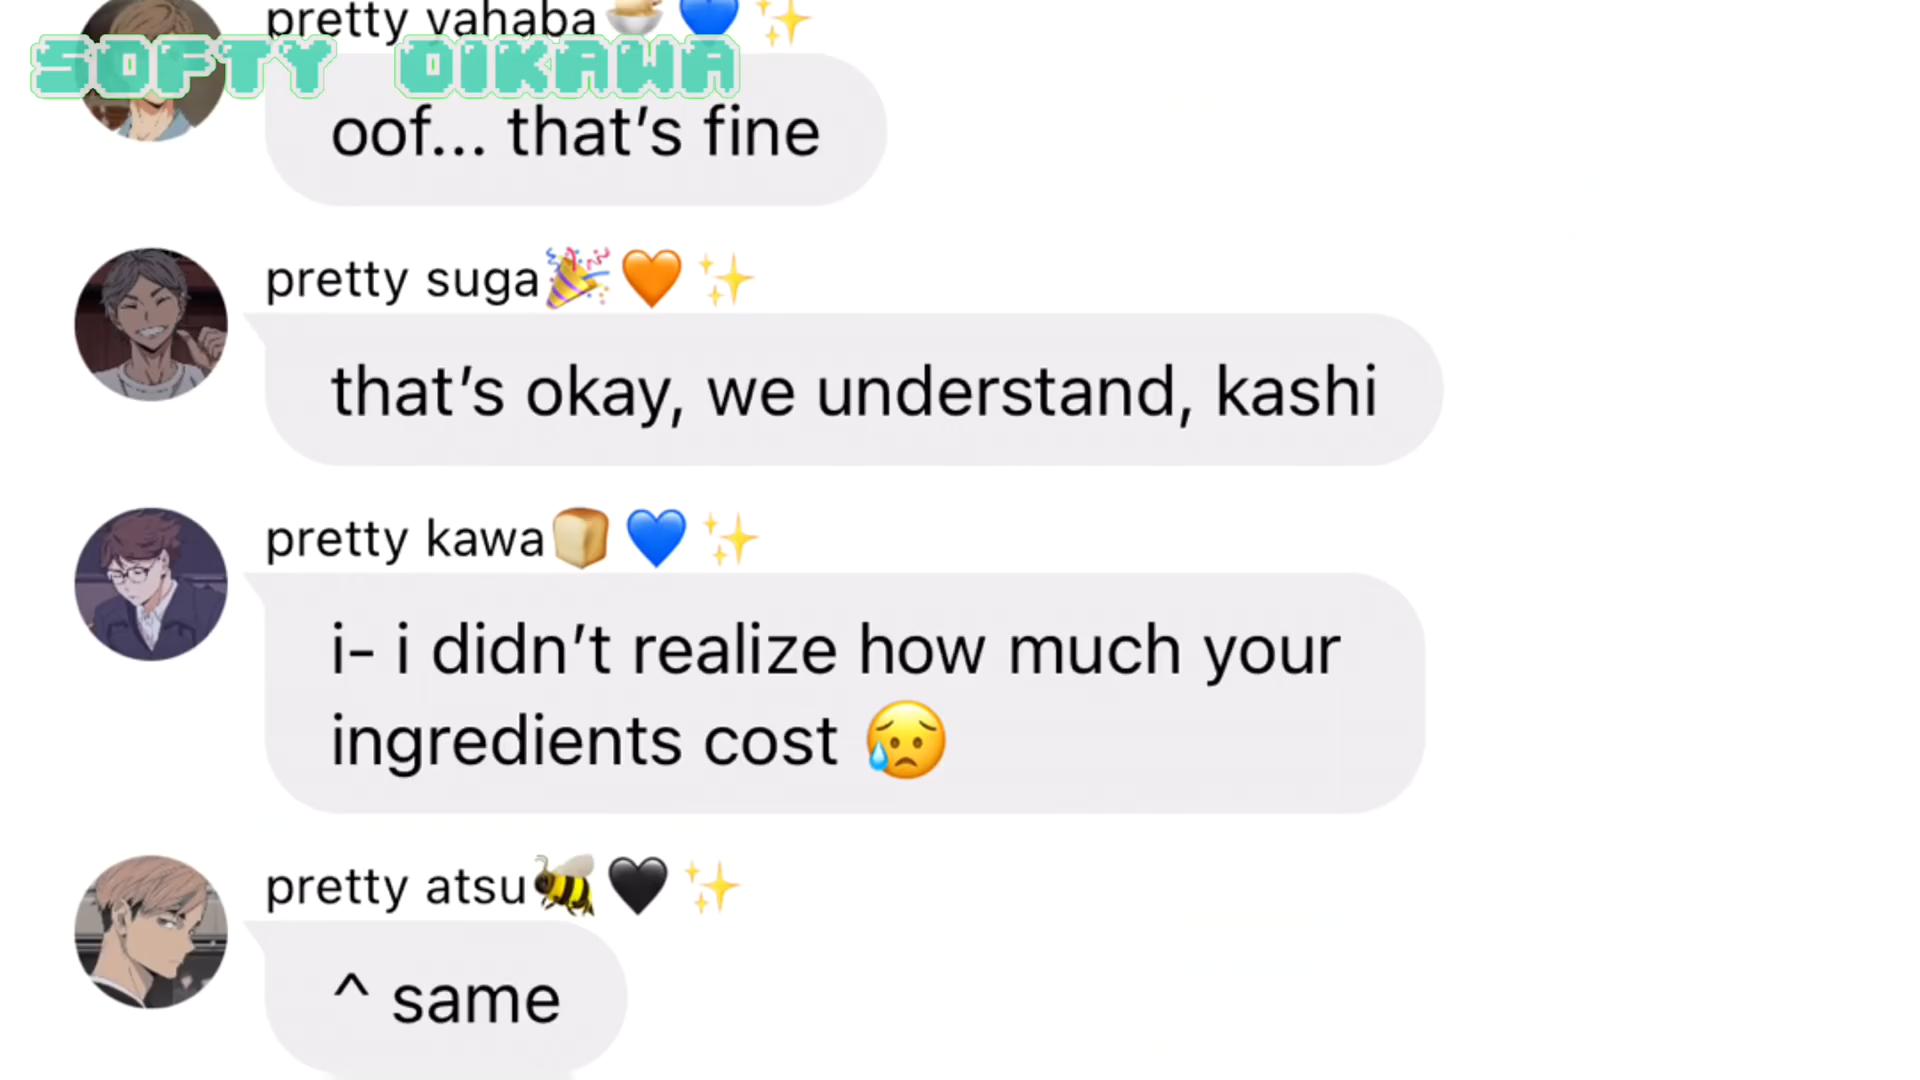 pretty yahaba🍮💙✨
SOFTY OIKAWA
oof... that’s fine
pretty suga🎉🧡✨
that’s okay, we understand, kashi
pretty kawa🍞💙✨
i- i didn’t realize how much your
ingredients cost 😥
pretty atsu🐝🖤✨
^ same